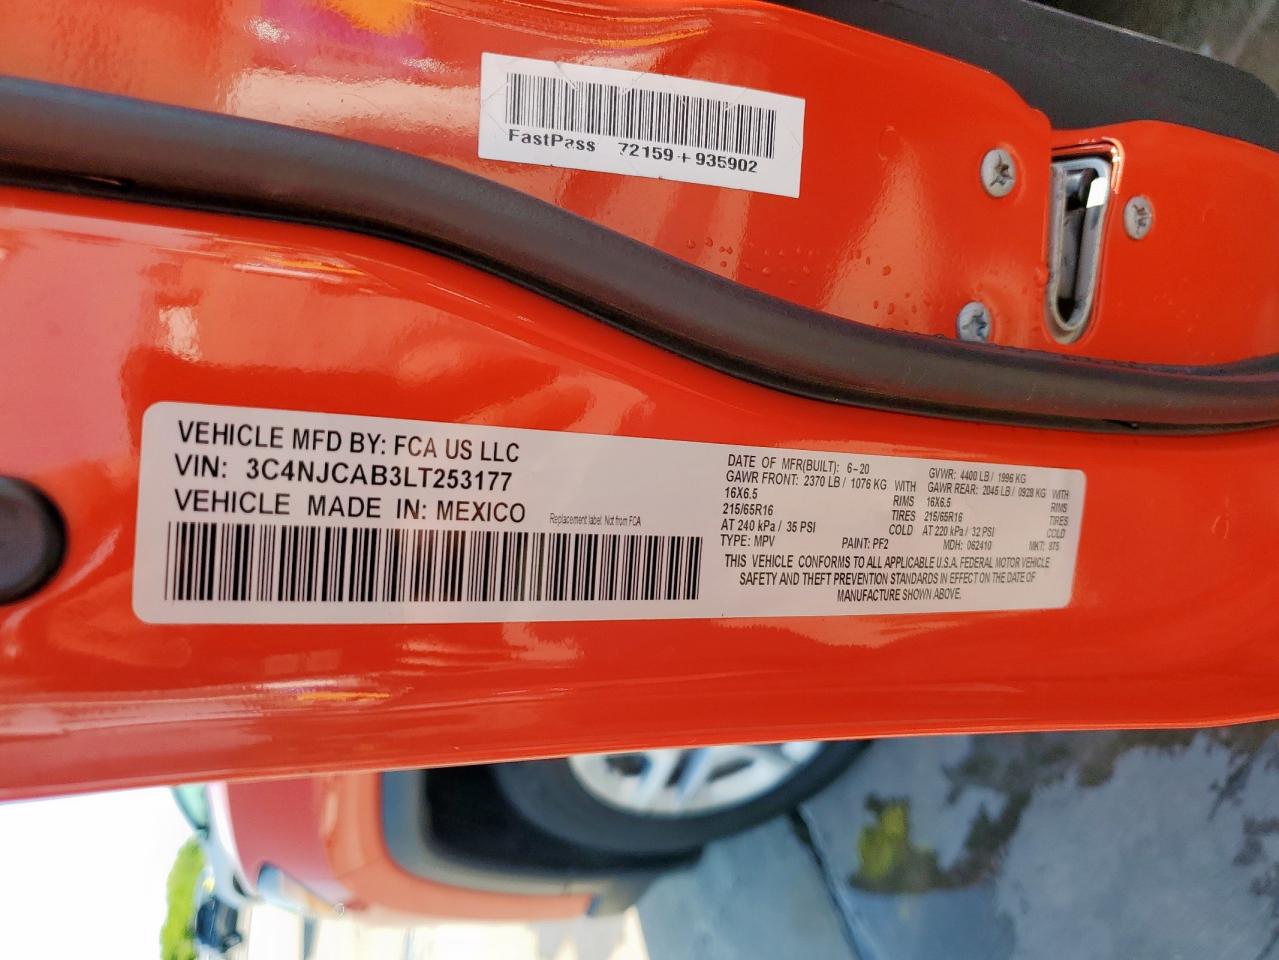 FastPass 72159+935902
VEHICLE MFD BY: FCA US LLC
VIN: 3C4NJCAB3LT253177
VEHICLE MADE IN: MEXICO
Replacement label. Not from FCA
DATE OF MFR(BUILT): 6-20 GVWR: 4400 LB / 1996 KG
GAWR FRONT: 2370 LB / 1076 KG WITH GAWR REAR: 2045 LB / 0928 KG WITH
16X6.5 RIMS 16X6.5 RIMS
215/65R16 TIRES 215/65R16 TIRES
AT 240 kPa / 35 PSI COLD AT 220 kPa / 32 PSI COLD
TYPE: MPV PAINT: PF2 MDH: 062410 MKT: 875
THIS VEHICLE CONFORMS TO ALL APPLICABLE U.S.A. FEDERAL MOTOR VEHICLE
SAFETY AND THEFT PREVENTION STANDARDS IN EFFECT ON THE DATE OF
MANUFACTURE SHOWN ABOVE.